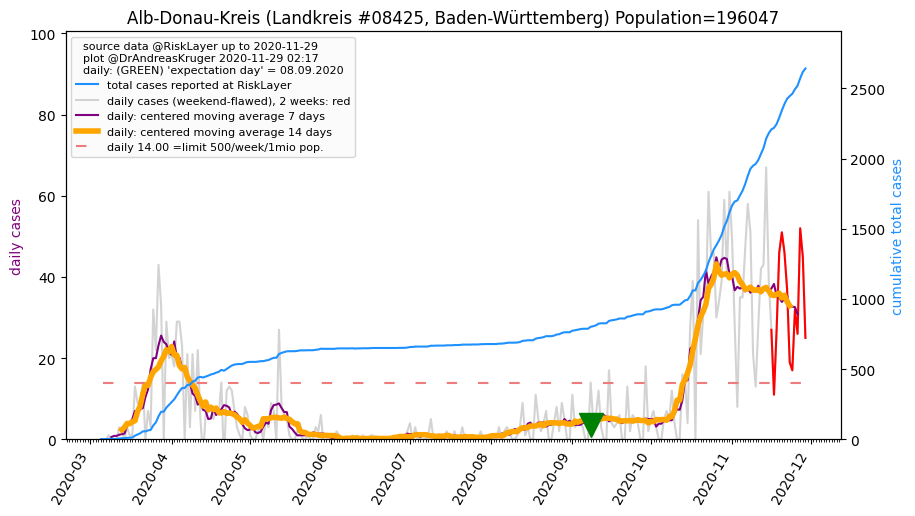 Alb-Donau-Kreis (Landkreis #08425, Baden-Württemberg) Population=196047
source data @RiskLayer up to 2020-11-29
plot @DrAndreasKruger 2020-11-29 02:17
daily: (GREEN) 'expectation day' = 08.09.2020
total cases reported at RiskLayer
daily cases (weekend-flawed), 2 weeks: red
daily: centered moving average 7 days
daily: centered moving average 14 days
daily 14.00 =limit 500/week/1mio pop.
daily cases
100
80
60
40
20
0
cumulative total cases
2500
2000
1500
1000
500
0
2020-03
2020-04
2020-05
2020-06
2020-07
2020-08
2020-09
2020-10
2020-11
2020-12